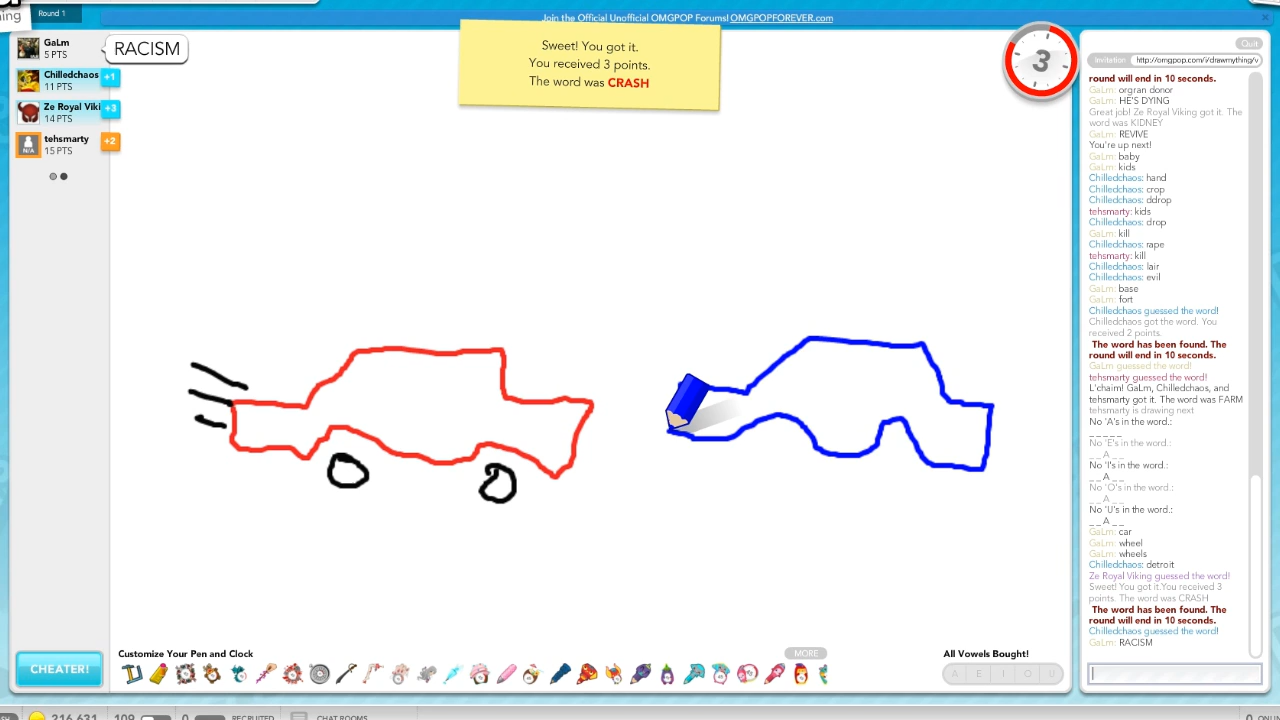 ning
Round 1
Join the Official Unofficial OMGPOP Forums! OMGPOPFOREVER.com
GaLm
5 PTS
RACISM
Chilledchaos
11 PTS
+1
Ze Royal Viki
14 PTS
+3
tehsmarty
15 PTS
+2
N/A
Sweet! You got it.
You received 3 points.
The word was CRASH
3
Quit
Invitation http://omgpop.com/i/drawmything/v
round will end in 10 seconds.
GaLm: orgran donor
GaLm: HE'S DYING
Great job! Ze Royal Viking got it. The
word was KIDNEY
GaLm: REVIVE
You're up next!
GaLm: baby
GaLm: kids
Chilledchaos: hand
Chilledchaos: crop
Chilledchaos: ddrop
tehsmarty: kids
Chilledchaos: drop
GaLm: kill
Chilledchaos: rape
tehsmarty: kill
Chilledchaos: lair
Chilledchaos: evil
GaLm: base
GaLm: fort
Chilledchaos guessed the word!
Chilledchaos got the word. You
received 2 points.
The word has been found. The
round will end in 10 seconds.
GaLm guessed the word!
tehsmarty guessed the word!
L'chaim! GaLm, Chilledchaos, and
tehsmarty got it. The word was FARM
tehsmarty is drawing next
No 'A's in the word.:
_ _ _ _ _
No 'E's in the word.:
_ _ A _ _
No 'I's in the word.:
_ _ A _ _
No 'O's in the word.:
_ _ A _ _
No 'U's in the word.:
_ _ A _ _
GaLm: car
GaLm: wheel
GaLm: wheels
Chilledchaos: detroit
Ze Royal Viking guessed the word!
Sweet! You got it.You received 3
points. The word was CRASH
The word has been found. The
round will end in 10 seconds.
Chilledchaos guessed the word!
GaLm: RACISM
Customize Your Pen and Clock
MORE
All Vowels Bought!
A E I O U
CHEATER!
216,631
109
0 RECRUITED
CHAT ROOMS
0 ONLI